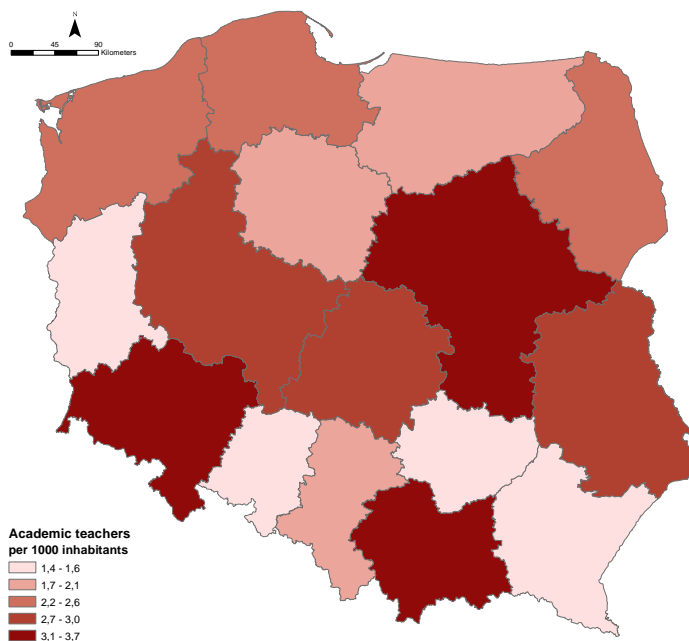 N
0 45 90
Kilometers
Academic teachers
per 1000 inhabitants
1,4 - 1,6
1,7 - 2,1
2,2 - 2,6
2,7 - 3,0
3,1 - 3,7